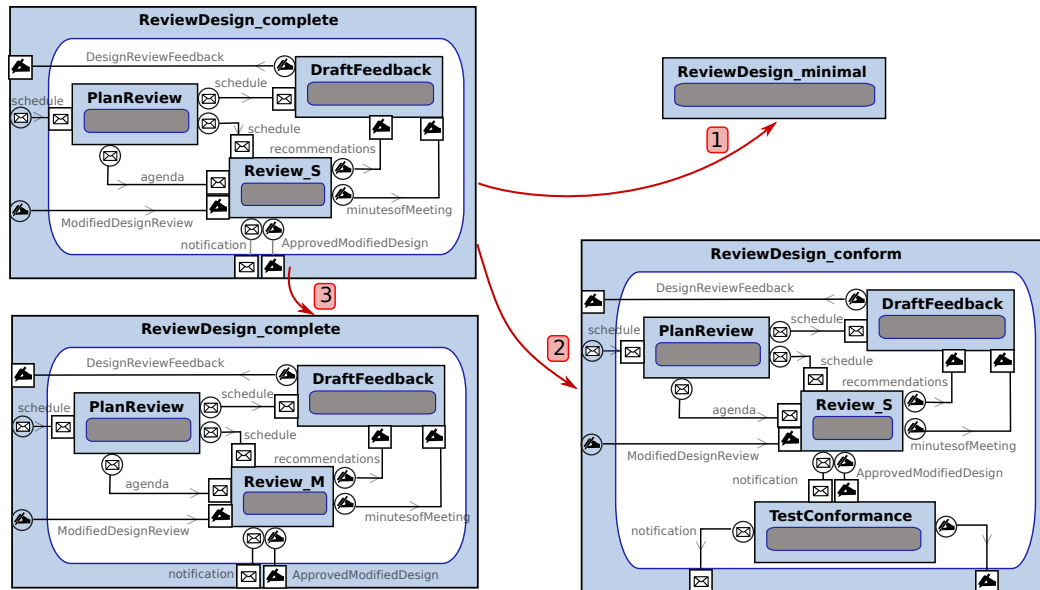 ReviewDesign_complete
DesignReviewFeedback
DraftFeedback
schedule
schedule
PlanReview
schedule
recommendations
Review_S
agenda
minutesofMeeting
ModifiedDesignReview
notification
ApprovedModifiedDesign
ReviewDesign_minimal
1
2
3
ReviewDesign_complete
DesignReviewFeedback
DraftFeedback
schedule
schedule
PlanReview
schedule
recommendations
Review_M
agenda
minutesofMeeting
ModifiedDesignReview
notification
ApprovedModifiedDesign
ReviewDesign_conform
DesignReviewFeedback
DraftFeedback
schedule
schedule
PlanReview
schedule
recommendations
Review_S
agenda
minutesofMeeting
ModifiedDesignReview
notification
ApprovedModifiedDesign
TestConformance
notification